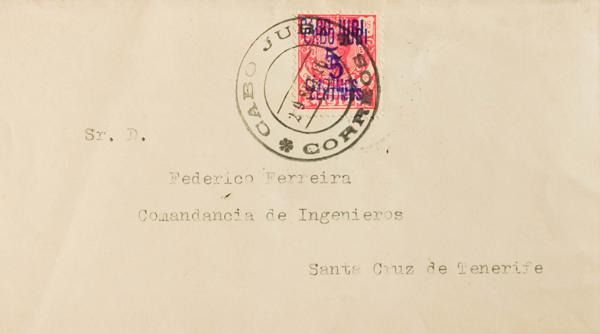 CABO JUBI
5
CENTIMOS
CABO JUBY
CORREOS
Sr. D.
Federico Ferreira
Comandancia de Ingenieros
Santa Cruz de Tenerife